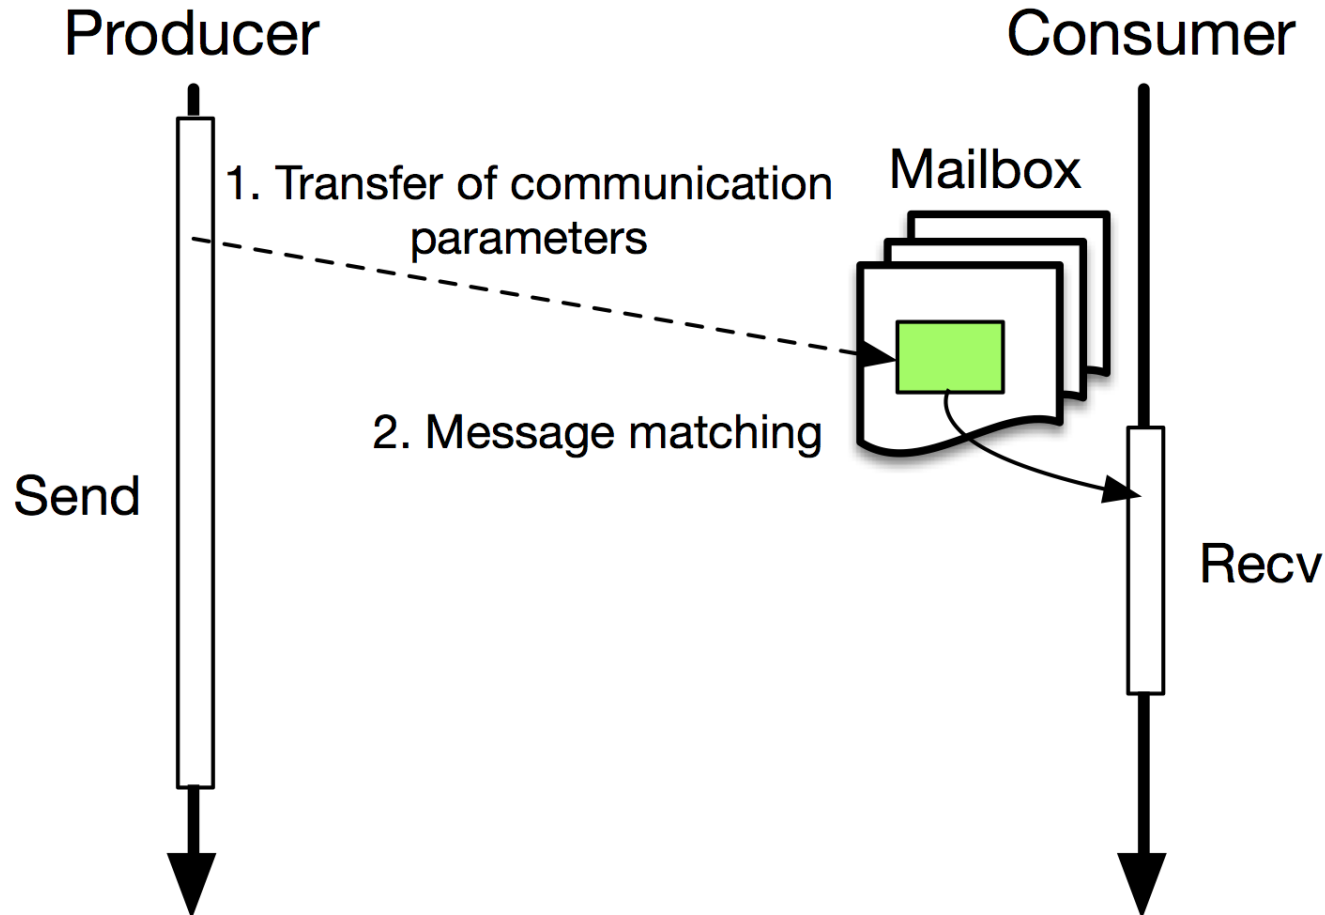 Producer
Consumer
1. Transfer of communication
parameters
Mailbox
2. Message matching
Send
Recv